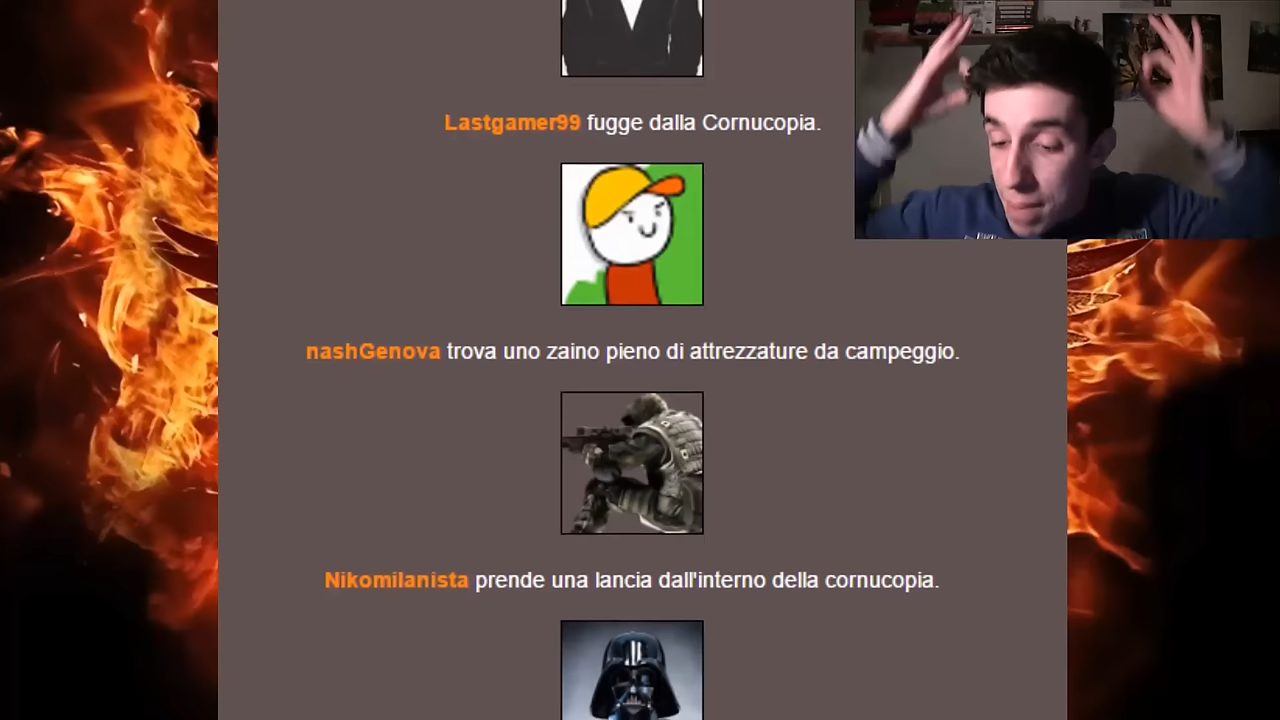 Lastgamer99 fugge dalla Cornucopia.
nashGenova trova uno zaino pieno di attrezzature da campeggio.
Nikomilanista prende una lancia dall'interno della cornucopia.